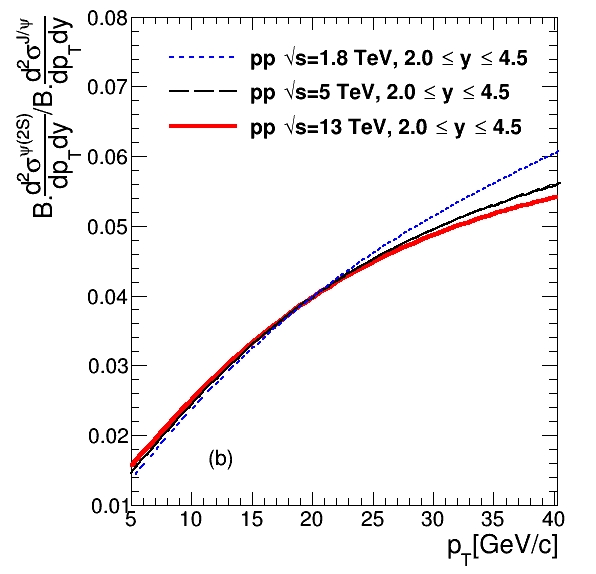 B.d²σ^ψ(2S)/dp_Tdy/B.d²σ^J/ψ/dp_Tdy
0.08
0.07
0.06
0.05
0.04
0.03
0.02
0.01
pp √s=1.8 TeV, 2.0 ≤ y ≤ 4.5
pp √s=5 TeV, 2.0 ≤ y ≤ 4.5
pp √s=13 TeV, 2.0 ≤ y ≤ 4.5
(b)
5 10 15 20 25 30 35 40
p_T[GeV/c]